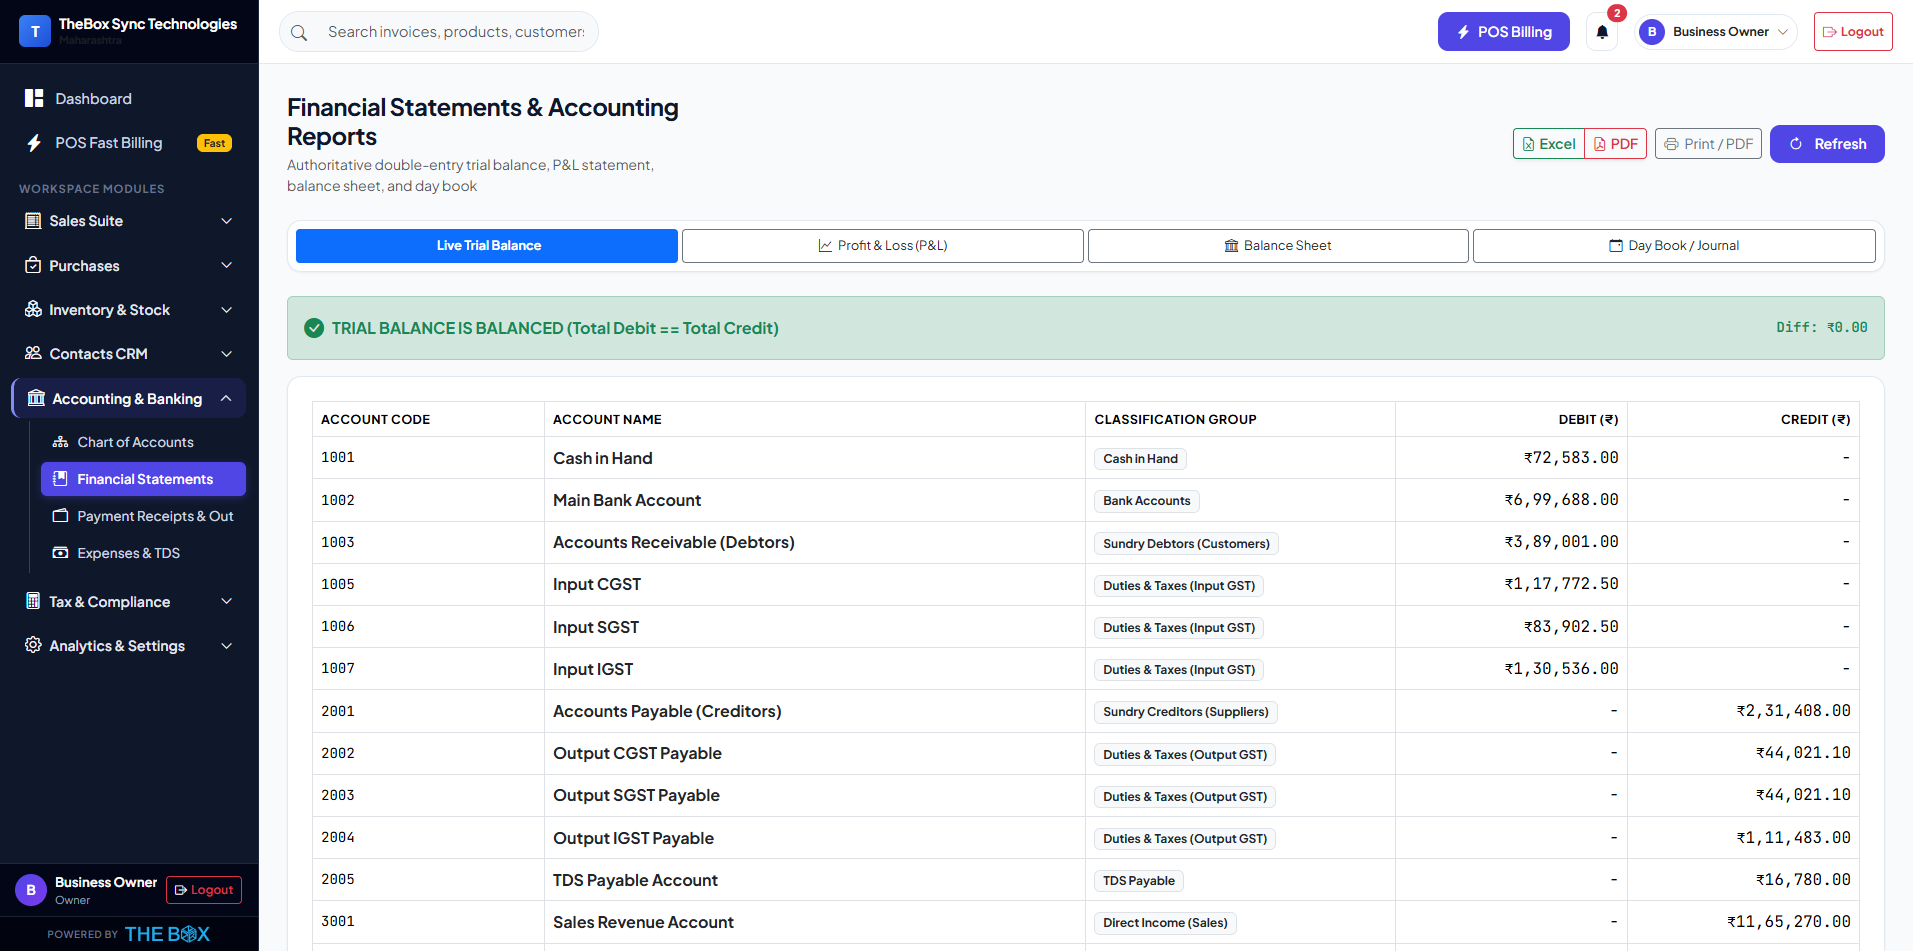 T
TheBox Sync Technologies
Maharashtra
Search invoices, products, customers
POS Billing
2
B
Business Owner
Logout
Dashboard
POS Fast Billing
Fast
WORKSPACE MODULES
Sales Suite
Purchases
Inventory & Stock
Contacts CRM
Accounting & Banking
Chart of Accounts
Financial Statements
Payment Receipts & Out
Expenses & TDS
Tax & Compliance
Analytics & Settings
B
Business Owner
Owner
Logout
POWERED BY THE BOX
Financial Statements & Accounting
Reports
Authoritative double-entry trial balance, P&L statement,
balance sheet, and day book
Excel
PDF
Print / PDF
Refresh
Live Trial Balance
Profit & Loss (P&L)
Balance Sheet
Day Book / Journal
TRIAL BALANCE IS BALANCED (Total Debit == Total Credit)
Diff: ₹0.00
ACCOUNT CODE ACCOUNT NAME CLASSIFICATION GROUP DEBIT (₹) CREDIT (₹)
1001 Cash in Hand Cash in Hand ₹72,583.00 -
1002 Main Bank Account Bank Accounts ₹6,99,688.00 -
1003 Accounts Receivable (Debtors) Sundry Debtors (Customers) ₹3,89,001.00 -
1005 Input CGST Duties & Taxes (Input GST) ₹1,17,772.50 -
1006 Input SGST Duties & Taxes (Input GST) ₹83,902.50 -
1007 Input IGST Duties & Taxes (Input GST) ₹1,30,536.00 -
2001 Accounts Payable (Creditors) Sundry Creditors (Suppliers) - ₹2,31,408.00
2002 Output CGST Payable Duties & Taxes (Output GST) - ₹44,021.10
2003 Output SGST Payable Duties & Taxes (Output GST) - ₹44,021.10
2004 Output IGST Payable Duties & Taxes (Output GST) - ₹1,11,483.00
2005 TDS Payable Account TDS Payable - ₹16,780.00
3001 Sales Revenue Account Direct Income (Sales) - ₹11,65,270.00